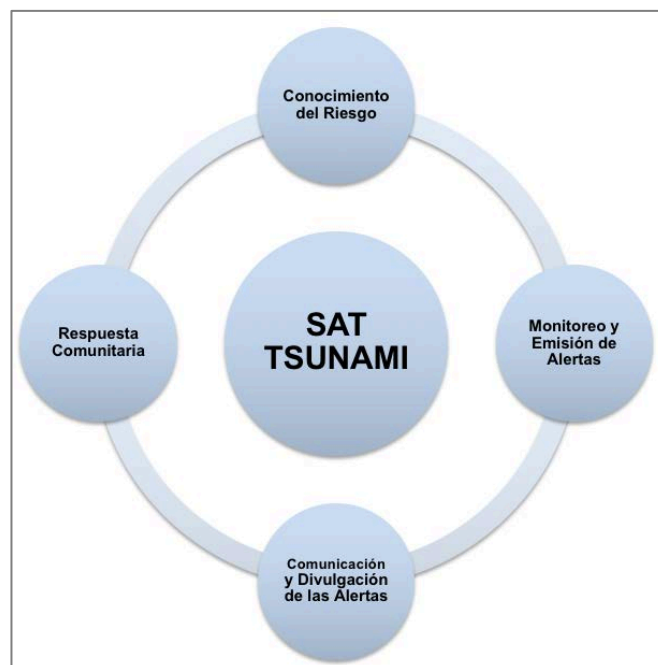 Conocimiento
del Riesgo
Respuesta
Comunitaria
SAT
TSUNAMI
Monitoreo y
Emisión de
Alertas
Comunicación
y Divulgación
de las Alertas